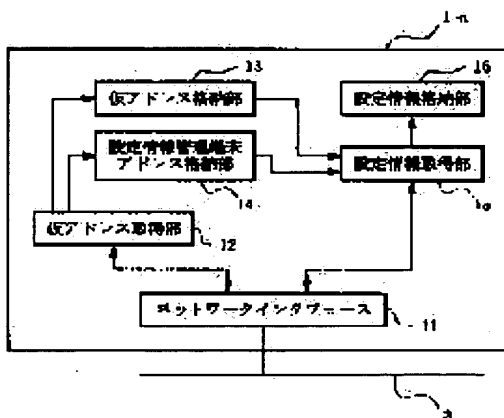 1-n
13
16
仮アドレス格納部
設定情報格納部
設定情報管理端末
アドレス格納部
設定情報取得部
14
仮アドレス取得部
12
ネットワークインタフェース
11